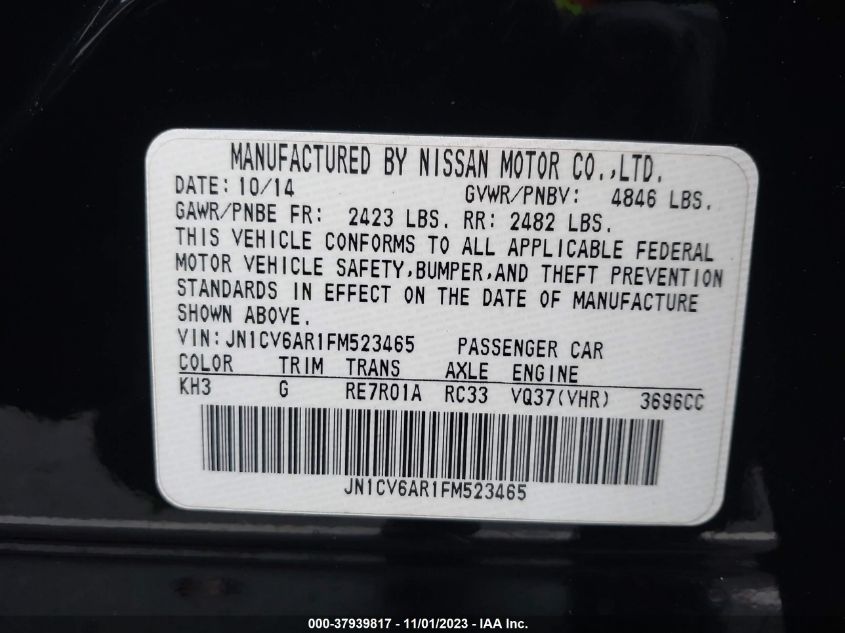 MANUFACTURED BY NISSAN MOTOR CO.,LTD.
DATE: 10/14 GVWR/PNBV: 4846 LBS.
GAWR/PNBE FR: 2423 LBS. RR: 2482 LBS.
THIS VEHICLE CONFORMS TO ALL APPLICABLE FEDERAL
MOTOR VEHICLE SAFETY,BUMPER,AND THEFT PREVENTION
STANDARDS IN EFFECT ON THE DATE OF MANUFACTURE
SHOWN ABOVE.
VIN:JN1CV6AR1FM523465 PASSENGER CAR
COLOR TRIM TRANS AXLE ENGINE
KH3 G RE7R01A RC33 VQ37(VHR) 3696CC
JN1CV6AR1FM523465
000-37939817 - 11/01/2023 - IAA Inc.